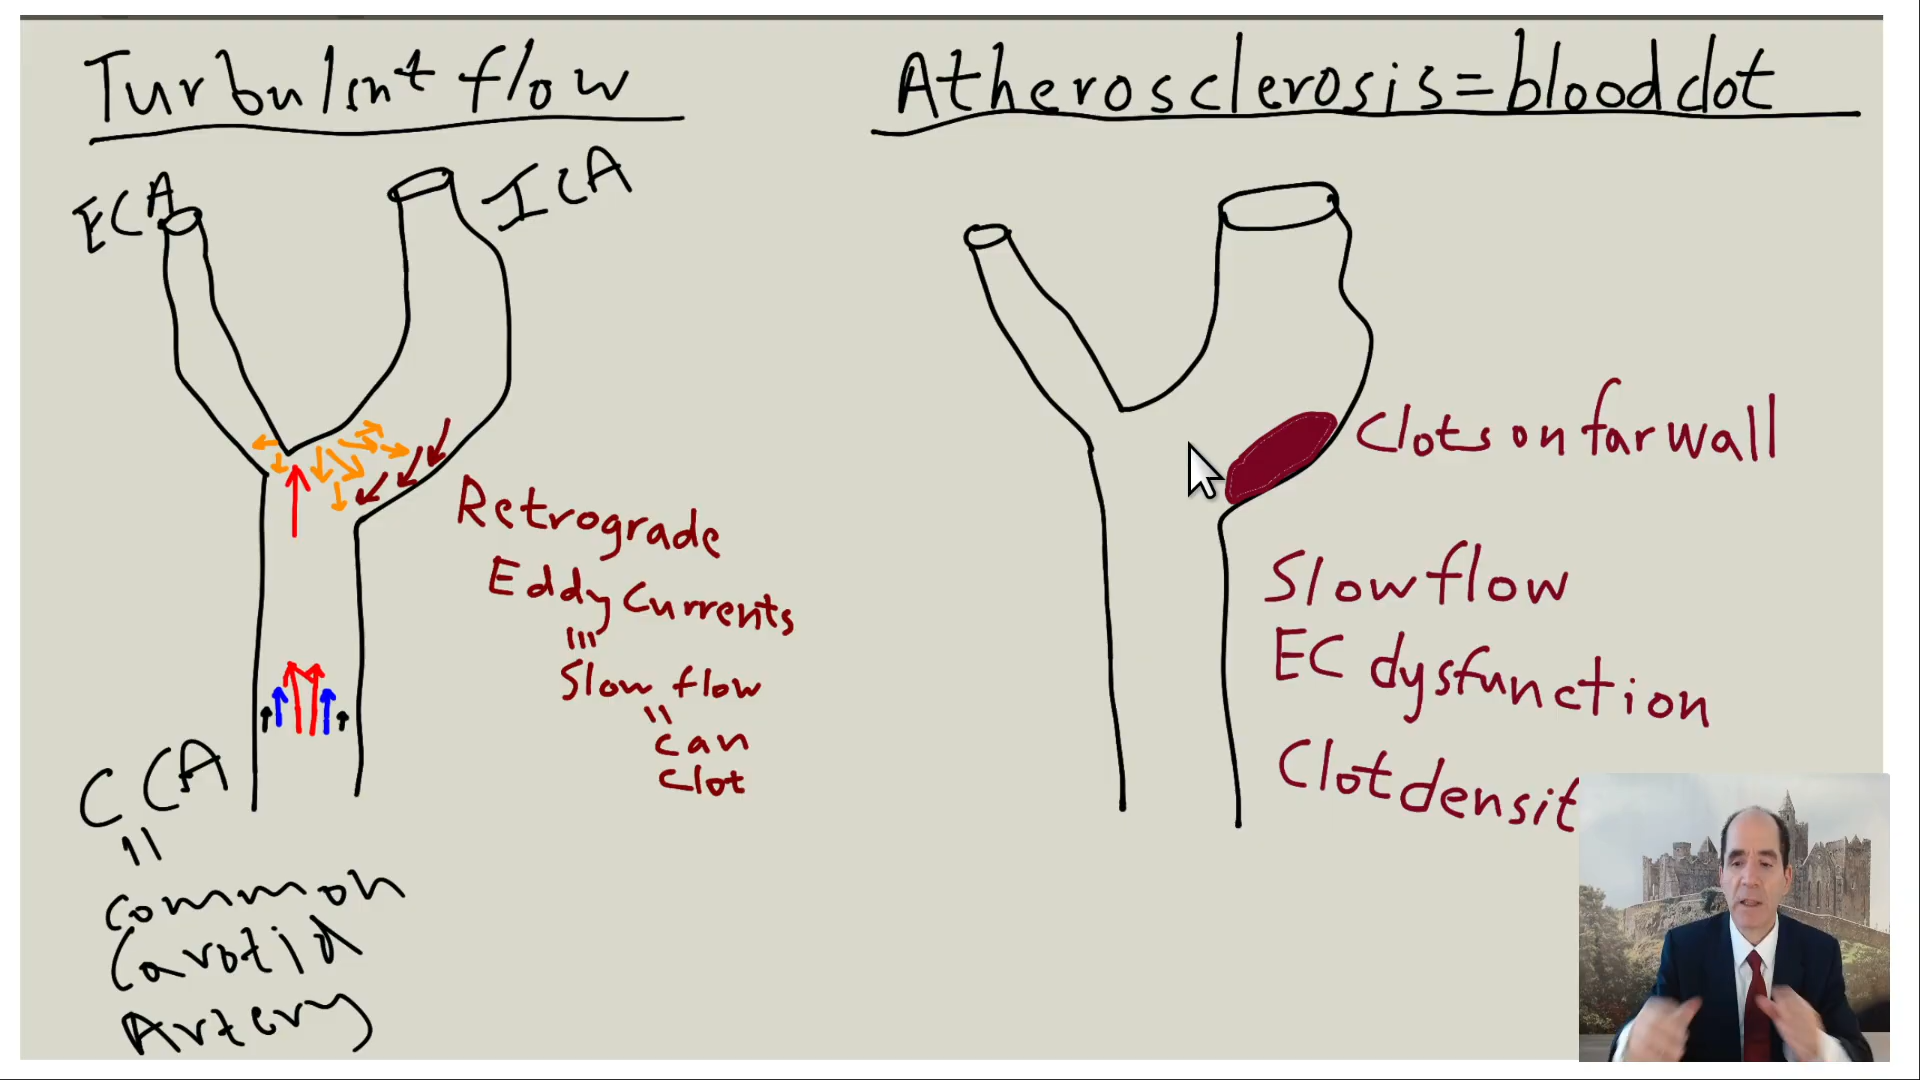 Turbulent flow
ECA
ICA
Retrograde
Eddy Currents
Slow flow
can
Clot
CCA
=
Common
Carotid
Artery
Atherosclerosis=blood clot
Clots on far wall
Slow flow
EC dysfunction
Clot densit